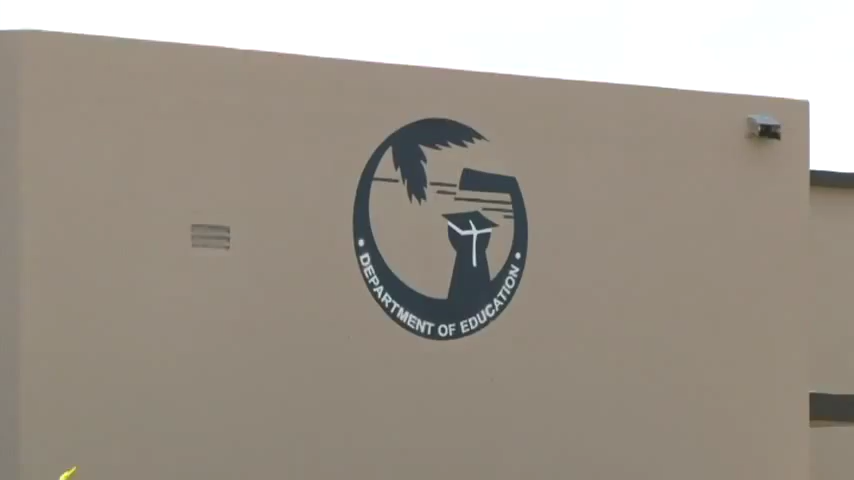 • DEPARTMENT OF EDUCATION •